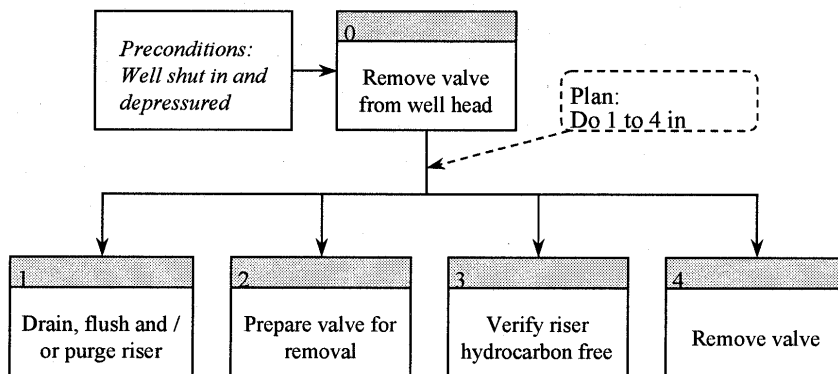 Preconditions:
Well shut in and
depressured
0
Remove valve
from well head
Plan:
Do 1 to 4 in
1
Drain, flush and /
or purge riser
2
Prepare valve for
removal
3
Verify riser
hydrocarbon free
4
Remove valve